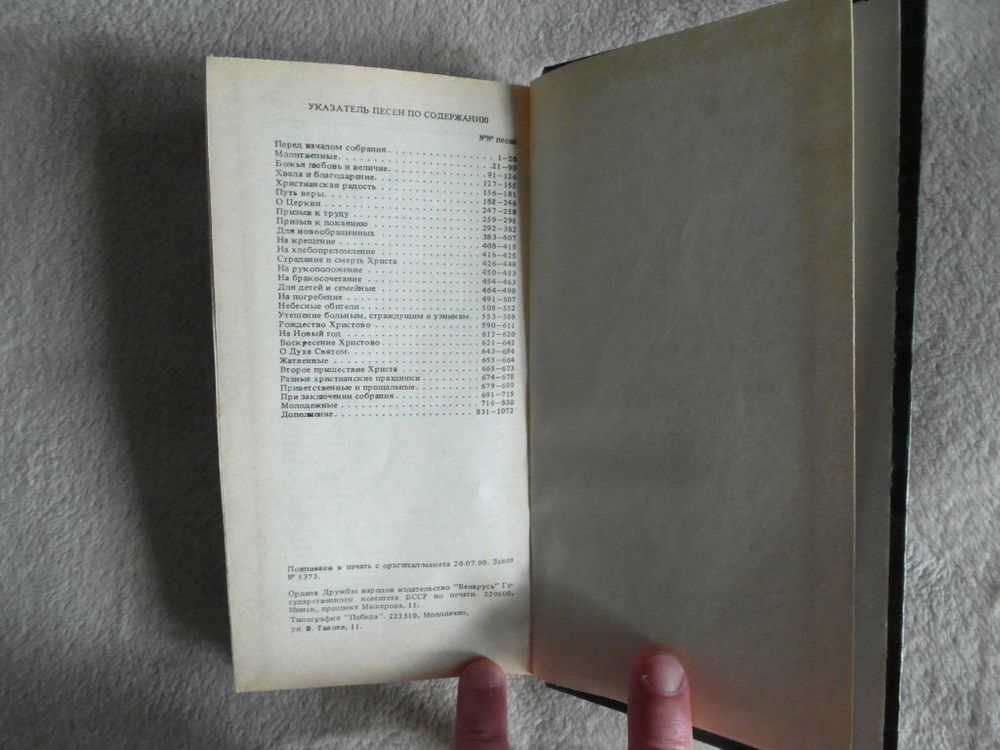 УКАЗАТЕЛЬ ПЕСЕН ПО СОДЕРЖАНИЮ
№№ песен
Перед началом собрания . . . . . . . . . . . . . . . . 1—20
Молитвенные. . . . . . . . . . . . . . . . . . . . . . .21—90
Божья любовь и величие. . . . . . . . . . . . . . . 91—126
Хвала и благодарение. . . . . . . . . . . . . . . . 127—155
Христианская радость . . . . . . . . . . . . . . . 156—181
Путь веры. . . . . . . . . . . . . . . . . . . . . . 182—246
О Церкви . . . . . . . . . . . . . . . . . . . . . . 247—258
Призыв к труду . . . . . . . . . . . . . . . . . . . 259—291
Призыв к покаянию . . . . . . . . . . . . . . . . . 292—382
Для новообращенных . . . . . . . . . . . . . . . . 383—407
На крещение . . . . . . . . . . . . . . . . . . . . 408—415
На хлебопреломление . . . . . . . . . . . . . . . 416—425
Страдание и смерть Христа . . . . . . . . . . . . 426—449
На рукоположение . . . . . . . . . . . . . . . . . 450—453
На бракосочетание . . . . . . . . . . . . . . . . . 454—463
Для детей и семейные . . . . . . . . . . . . . . . 464—490
На погребение . . . . . . . . . . . . . . . . . . . 491—507
Небесные обители . . . . . . . . . . . . . . . . . 508—552
Утешение больным, страждущим и узникам. . . 553—589
Рождество Христово . . . . . . . . . . . . . . . . 590—611
На Новый год . . . . . . . . . . . . . . . . . . . . 612—620
Воскресение Христово . . . . . . . . . . . . . . . 621—642
О Духе Святом. . . . . . . . . . . . . . . . . . . . 643—654
Жатвенные . . . . . . . . . . . . . . . . . . . . . 655—664
Второе пришествие Христа . . . . . . . . . . . . 665—673
Разные христианские праздники . . . . . . . . . 674—678
Приветственные и прощальные. . . . . . . . . . . 679—690
При заключении собрания . . . . . . . . . . . . . 691—715
Молодежные . . . . . . . . . . . . . . . . . . . . 716—830
Дополнение. . . . . . . . . . . . . . . . . . . . . 831—1072
Подписано в печать с оригинал-макета 20.07.90. Заказ
№ 5373.
Ордена Дружбы народов издательство "Беларусь" Го-
сударственного комитета БССР по печати. 220600,
Минск, проспект Машерова, 11.
Типография "Победа". 222310, Молодечно,
ул. В. Тавлая, 11.